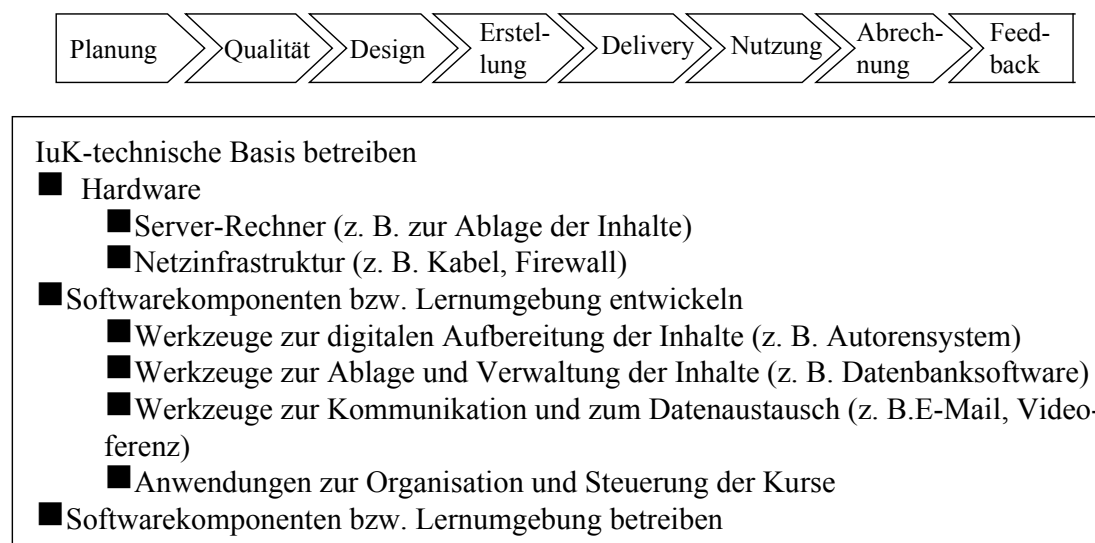 Planung Qualität Design Erstel-lung Delivery Nutzung Abrech-nung Feed-back
IuK-technische Basis betreiben
■ Hardware
■ Server-Rechner (z. B. zur Ablage der Inhalte)
■ Netzinfrastruktur (z. B. Kabel, Firewall)
■ Softwarekomponenten bzw. Lernumgebung entwickeln
■ Werkzeuge zur digitalen Aufbereitung der Inhalte (z. B. Autorensystem)
■ Werkzeuge zur Ablage und Verwaltung der Inhalte (z. B. Datenbanksoftware)
■ Werkzeuge zur Kommunikation und zum Datenaustausch (z. B.E-Mail, Video-
ferenz)
■ Anwendungen zur Organisation und Steuerung der Kurse
■ Softwarekomponenten bzw. Lernumgebung betreiben